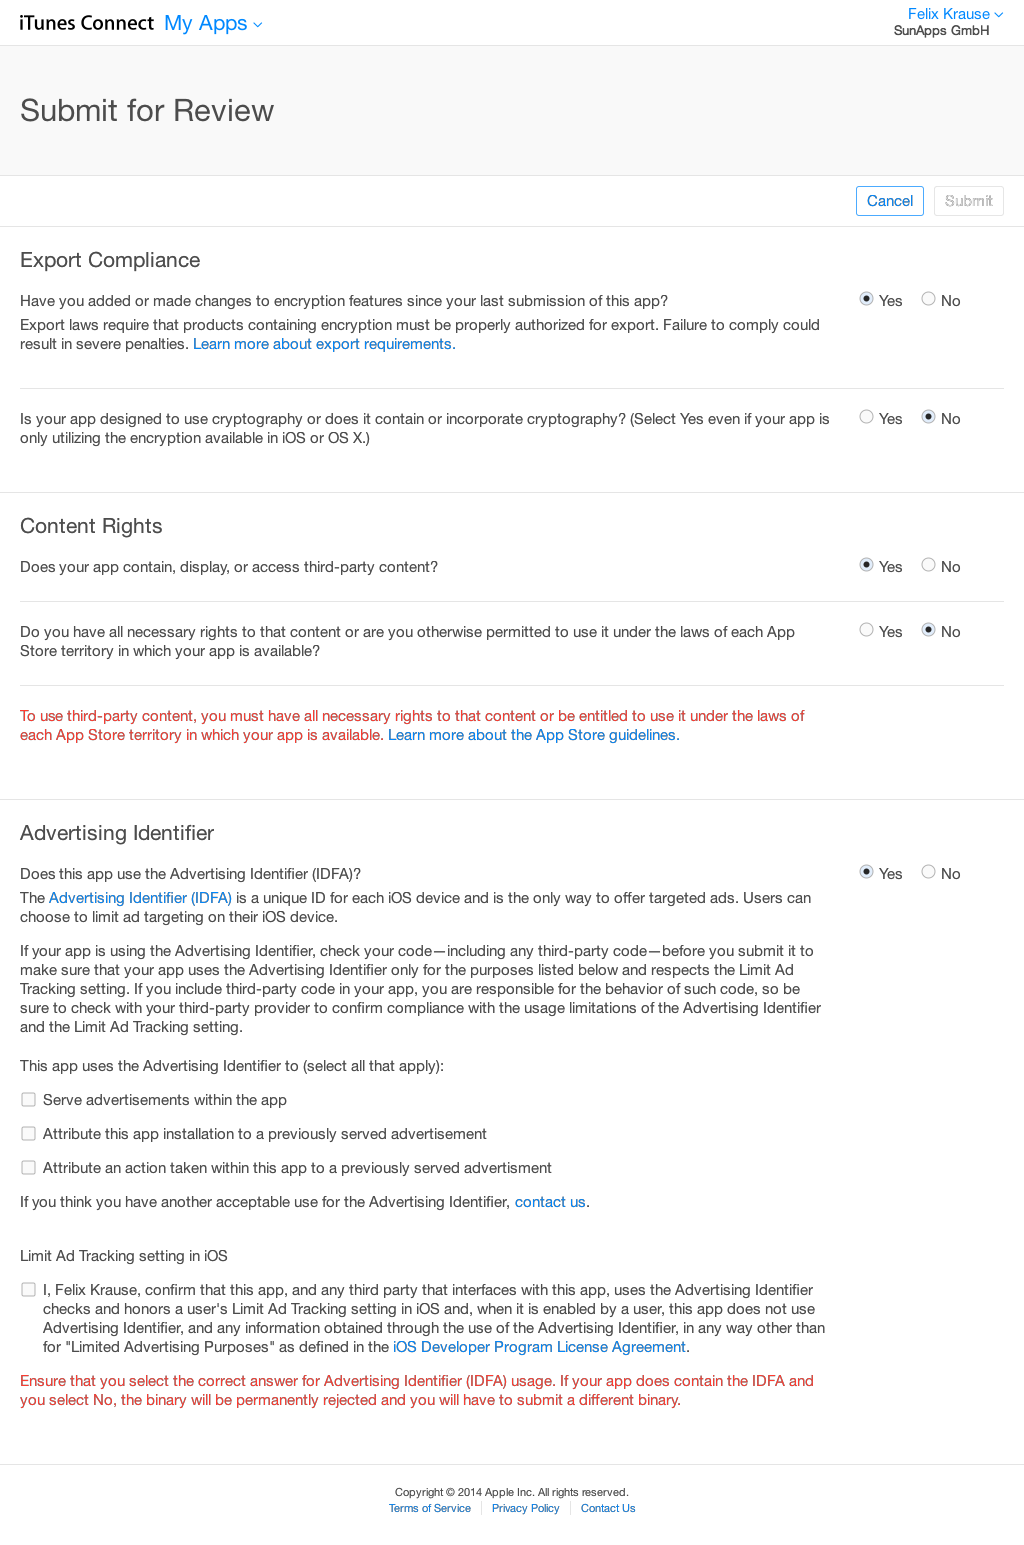 iTunes Connect My Apps
Felix Krause
SunApps GmbH
Submit for Review
Cancel Submit
Export Compliance
Have you added or made changes to encryption features since your last submission of this app? Yes No
Export laws require that products containing encryption must be properly authorized for export. Failure to comply could
result in severe penalties. Learn more about export requirements.
Is your app designed to use cryptography or does it contain or incorporate cryptography? (Select Yes even if your app is Yes No
only utilizing the encryption available in iOS or OS X.)
Content Rights
Does your app contain, display, or access third-party content? Yes No
Do you have all necessary rights to that content or are you otherwise permitted to use it under the laws of each App Yes No
Store territory in which your app is available?
To use third-party content, you must have all necessary rights to that content or be entitled to use it under the laws of
each App Store territory in which your app is available. Learn more about the App Store guidelines.
Advertising Identifier
Does this app use the Advertising Identifier (IDFA)? Yes No
The Advertising Identifier (IDFA) is a unique ID for each iOS device and is the only way to offer targeted ads. Users can
choose to limit ad targeting on their iOS device.
If your app is using the Advertising Identifier, check your code—including any third-party code—before you submit it to
make sure that your app uses the Advertising Identifier only for the purposes listed below and respects the Limit Ad
Tracking setting. If you include third-party code in your app, you are responsible for the behavior of such code, so be
sure to check with your third-party provider to confirm compliance with the usage limitations of the Advertising Identifier
and the Limit Ad Tracking setting.
This app uses the Advertising Identifier to (select all that apply):
Serve advertisements within the app
Attribute this app installation to a previously served advertisement
Attribute an action taken within this app to a previously served advertisment
If you think you have another acceptable use for the Advertising Identifier, contact us.
Limit Ad Tracking setting in iOS
I, Felix Krause, confirm that this app, and any third party that interfaces with this app, uses the Advertising Identifier
checks and honors a user's Limit Ad Tracking setting in iOS and, when it is enabled by a user, this app does not use
Advertising Identifier, and any information obtained through the use of the Advertising Identifier, in any way other than
for "Limited Advertising Purposes" as defined in the iOS Developer Program License Agreement.
Ensure that you select the correct answer for Advertising Identifier (IDFA) usage. If your app does contain the IDFA and
you select No, the binary will be permanently rejected and you will have to submit a different binary.
Copyright © 2014 Apple Inc. All rights reserved.
Terms of Service Privacy Policy Contact Us